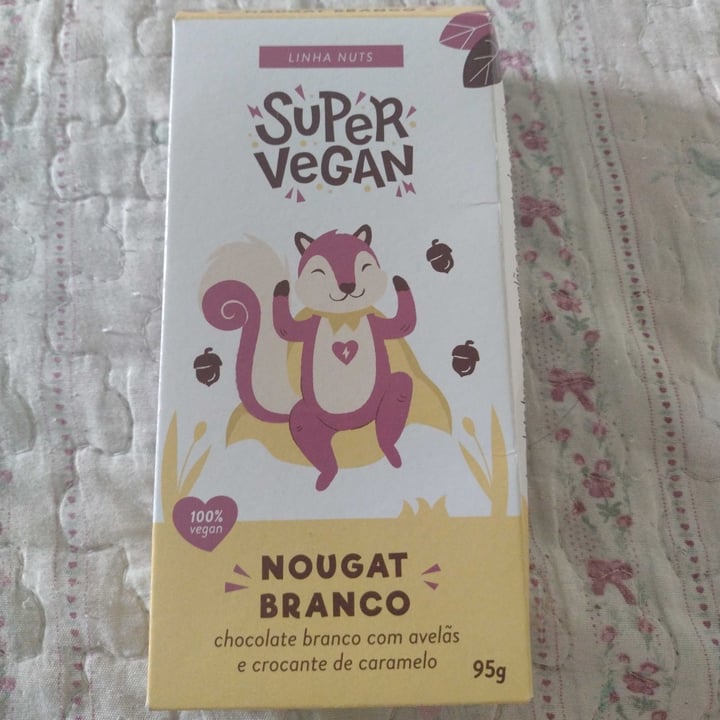 LINHA NUTS
SUPER
VEGAN
100%
vegan
NOUGAT
BRANCO
chocolate branco com avelãs
e crocante de caramelo
95g